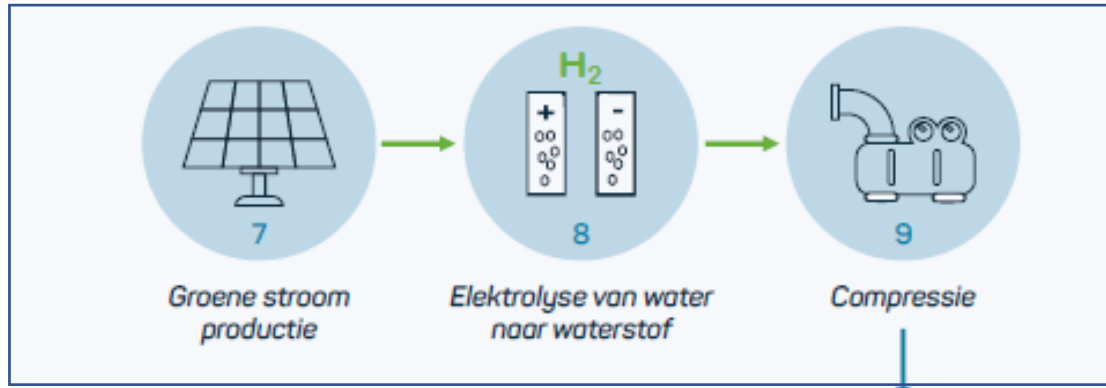 H₂
+ -
7
8
9
Groene stroom
productie
Elektrolyse van water
naar waterstof
Compressie